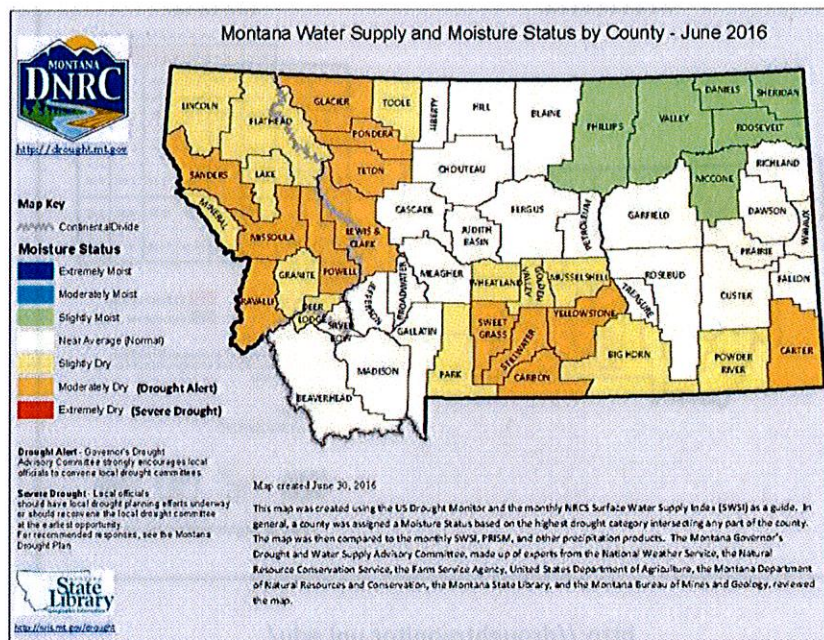 Montana Water Supply and Moisture Status by County - June 2016
MONTANA
DNRC
http://drought.mt.gov
Map Key
ContinentalDivide
Moisture Status
Extremely Moist
Moderately Moist
Slightly Moist
Near Average (Normal)
Slightly Dry
Moderately Dry (Drought Alert)
Extremely Dry (Severe Drought)
Drought Alert - Governor's Drought
Advisory Committee strongly encourages local
officials to convene local drought committees
Severe Drought - Local officials
should have local drought planning efforts underway
or should reconvene the local drought committee
at the earliest opportunity
For recommended responses, see the Montana
Drought Plan
State
Library
http://nris.mt.gov/drought
LINCOLN
FLATHEAD
GLACIER
TOOLE
LIBERTY
HILL
BLAINE
PHILLIPS
VALLEY
DANIELS
SHERIDAN
ROOSEVELT
PONDERA
TETON
CHOUTEAU
MCCONE
RICHLAND
SANDERS
LAKE
CASCADE
FERGUS
PETROLEUM
GARFIELD
DAWSON
WIBAUX
MINERAL
MISSOULA
LEWIS &
CLARK
JUDITH
BASIN
PRAIRIE
POWELL
GRANITE
MEAGHER
WHEATLAND
GOLDEN
VALLEY
MUSSELSHELL
ROSEBUD
TREASURE
CUSTER
FALLON
RAVALLI
DEER
LODGE
SILVER
BOW
JEFFERSON
BROADWATER
GALLATIN
SWEET
GRASS
STILLWATER
YELLOWSTONE
BIG HORN
POWDER
RIVER
CARTER
BEAVERHEAD
MADISON
PARK
CARBON
Map created June 30, 2016
This map was created using the US Drought Monitor and the monthly NRCS Surface Water Supply Index (SWSI) as a guide. In
general, a county was assigned a Moisture Status based on the highest drought category intersecting any part of the county.
The map was then compared to the monthly SWSI, PRISM, and other precipitation products. The Montana Governor's
Drought and Water Supply Advisory Committee, made up of experts from the National Weather Service, the Natural
Resource Conservation Service, the Farm Service Agency, United States Department of Agriculture, the Montana Department
of Natural Resources and Conservation, the Montana State Library, and the Montana Bureau of Mines and Geology, reviewed
the map.